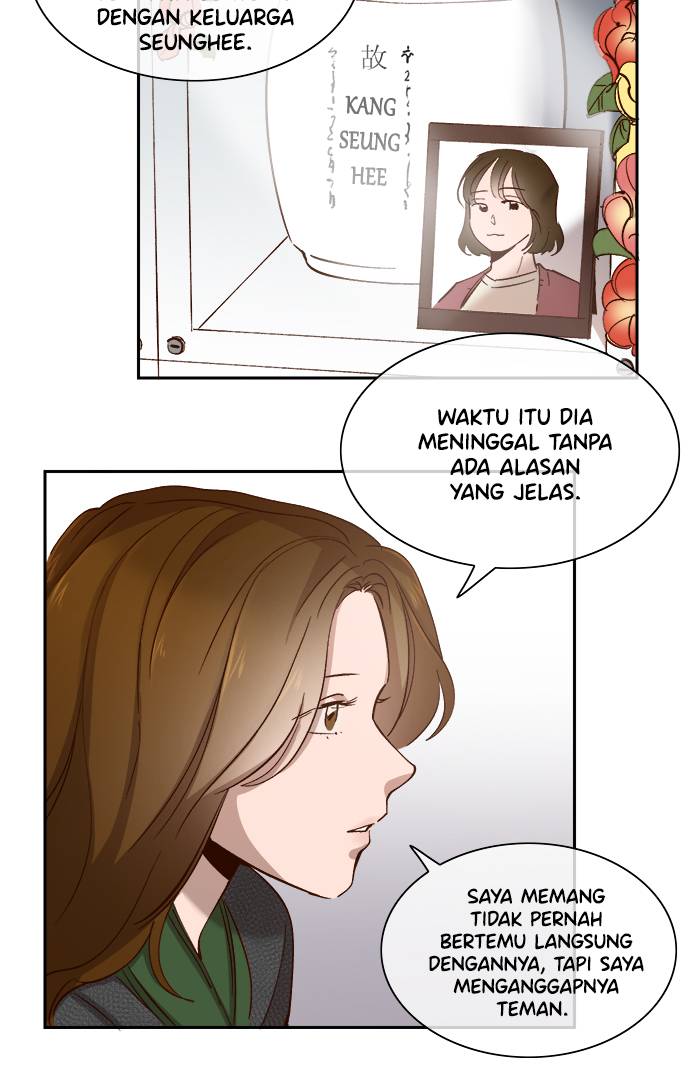 DENGAN KELUARGA
SEUNGHEE.
故
KANG
SEUNG
HEE
WAKTU ITU DIA
MENINGGAL TANPA
ADA ALASAN
YANG JELAS.
SAYA MEMANG
TIDAK PERNAH
BERTEMU LANGSUNG
DENGANNYA, TAPI SAYA
MENGANGGAPNYA
TEMAN.